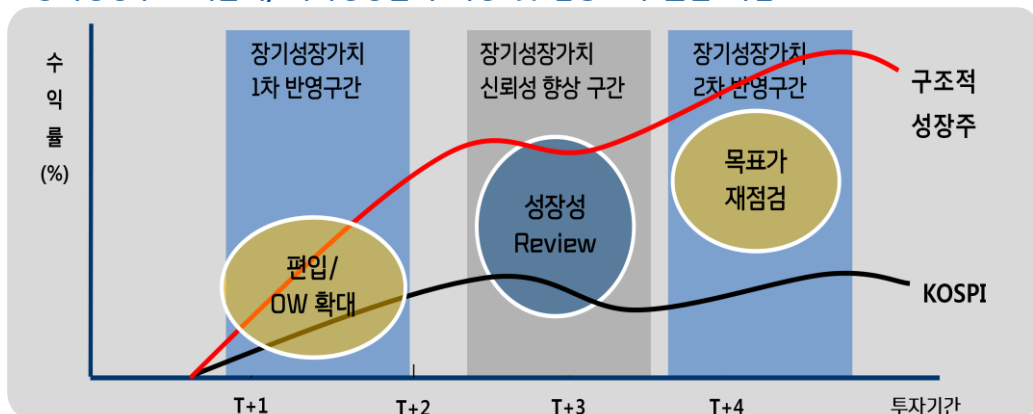 수
익
률
(%)
장기성장가치
1차 반영구간
장기성장가치
신뢰성 향상 구간
장기성장가치
2차 반영구간
구조적
성장주
목표가
재점검
성장성
Review
편입/
OW 확대
KOSPI
T+1
T+2
T+3
T+4
투자기간